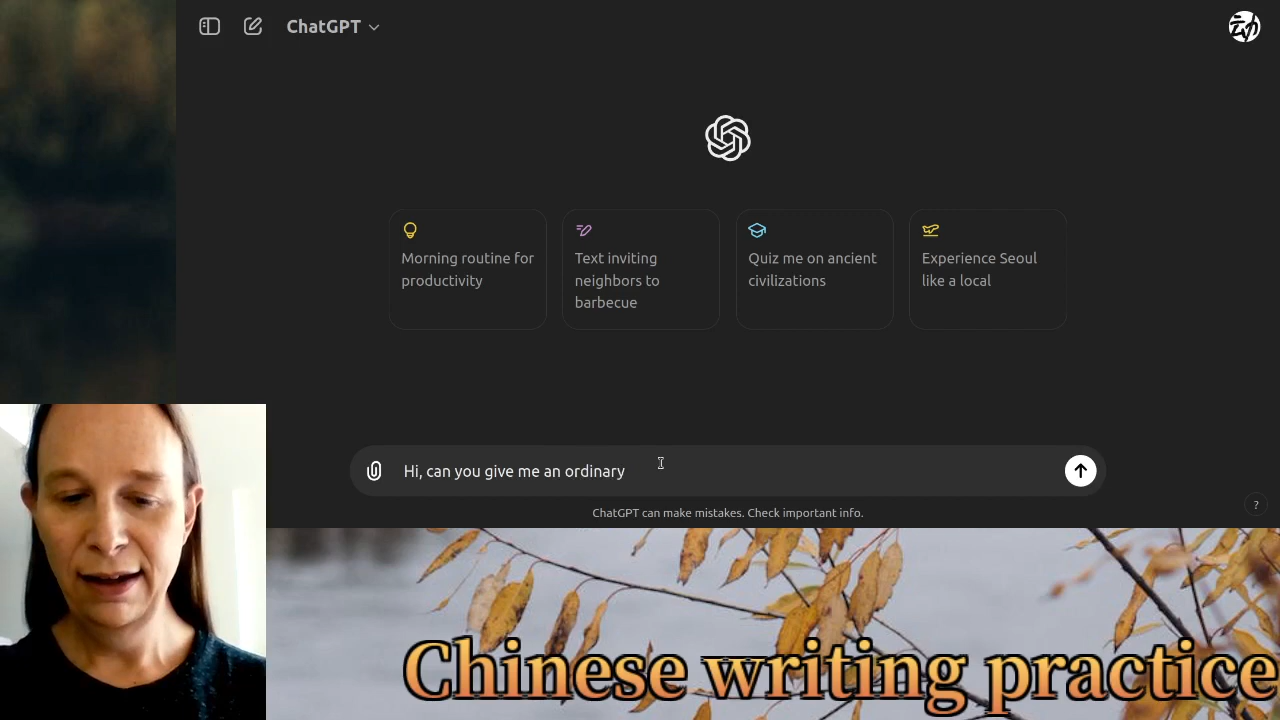 ChatGPT
Morning routine for
productivity
Text inviting
neighbors to
barbecue
Quiz me on ancient
civilizations
Experience Seoul
like a local
Hi, can you give me an ordinary
ChatGPT can make mistakes. Check important info.
?
Chinese writing practice